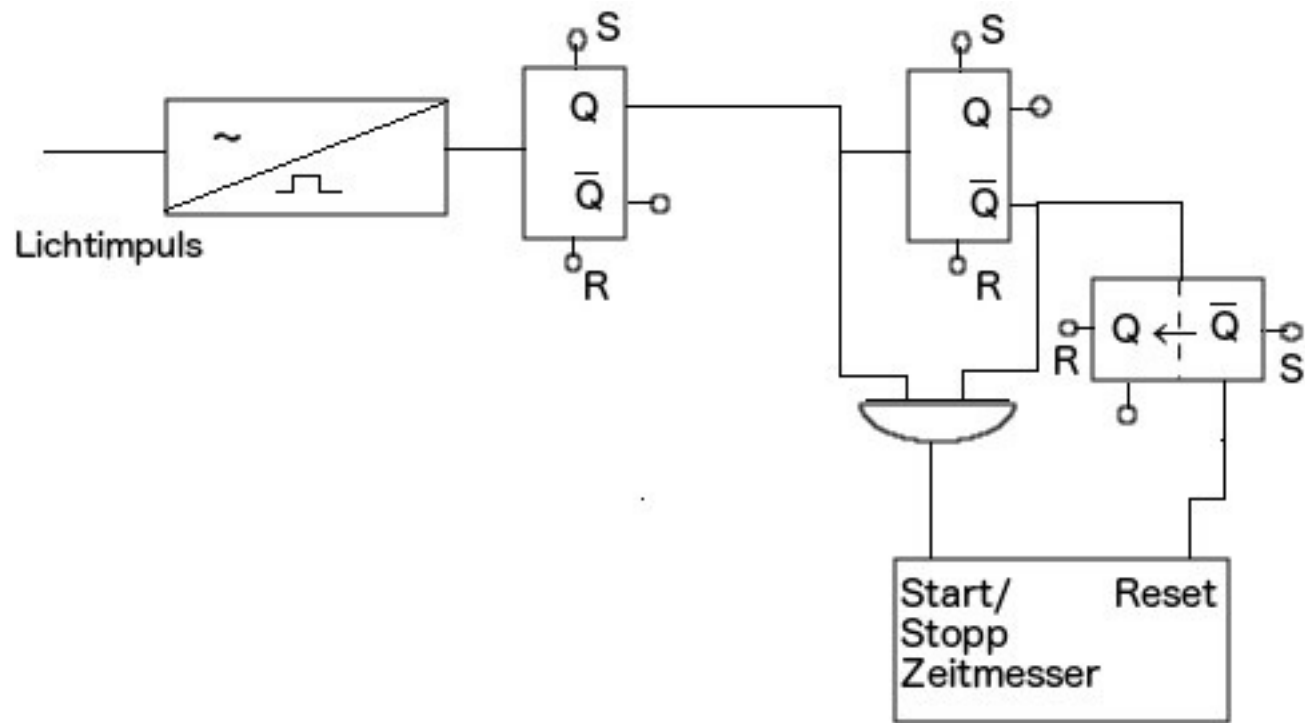 S
Q
~
Q̅
Lichtimpuls
R
S
Q
Q̅
R
Q ← Q̅
R
S
Start/ Reset
Stopp
Zeitmesser